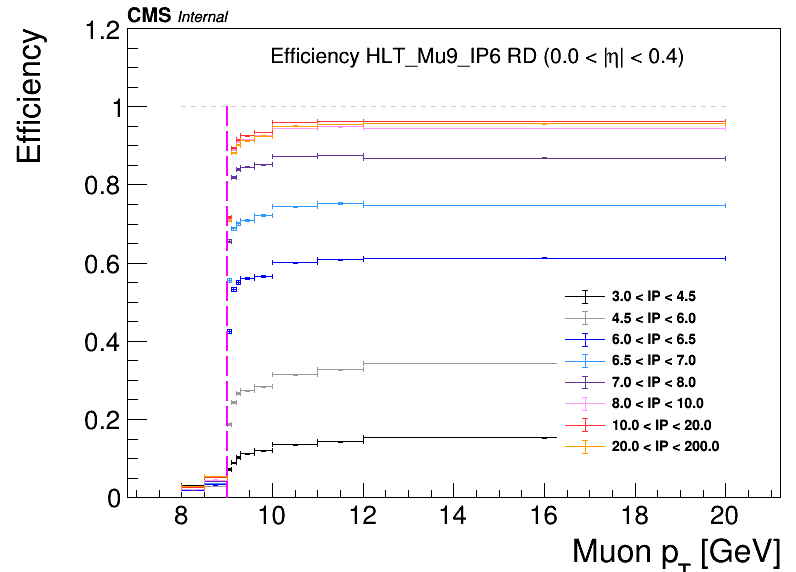 CMS Internal
Efficiency HLT_Mu9_IP6 RD (0.0 < |η| < 0.4)
Efficiency
1.2
1
0.8
0.6
0.4
0.2
0
3.0 < IP < 4.5
4.5 < IP < 6.0
6.0 < IP < 6.5
6.5 < IP < 7.0
7.0 < IP < 8.0
8.0 < IP < 10.0
10.0 < IP < 20.0
20.0 < IP < 200.0
8 10 12 14 16 18 20
Muon p_T [GeV]